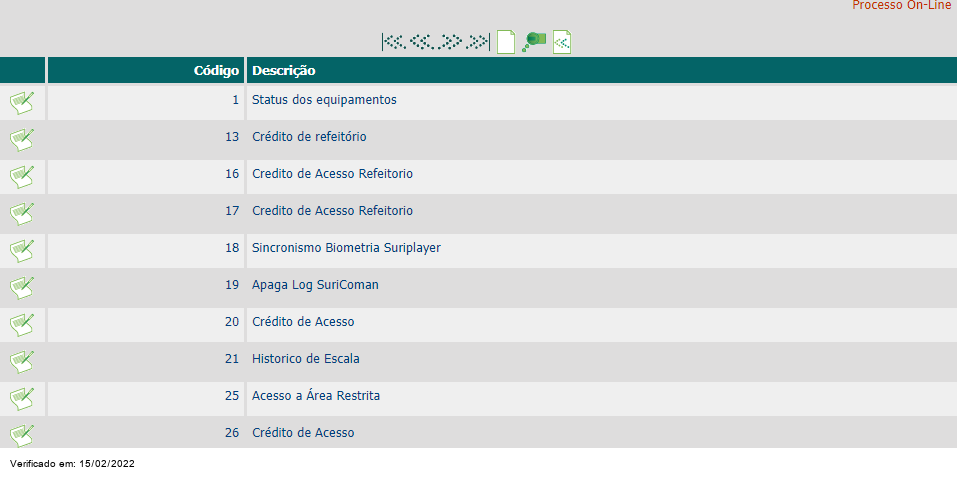 Processo On-Line
Código Descrição
1 Status dos equipamentos
13 Crédito de refeitório
16 Credito de Acesso Refeitorio
17 Credito de Acesso Refeitorio
18 Sincronismo Biometria Suriplayer
19 Apaga Log SuriComan
20 Crédito de Acesso
21 Historico de Escala
25 Acesso a Área Restrita
26 Crédito de Acesso
Verificado em: 15/02/2022